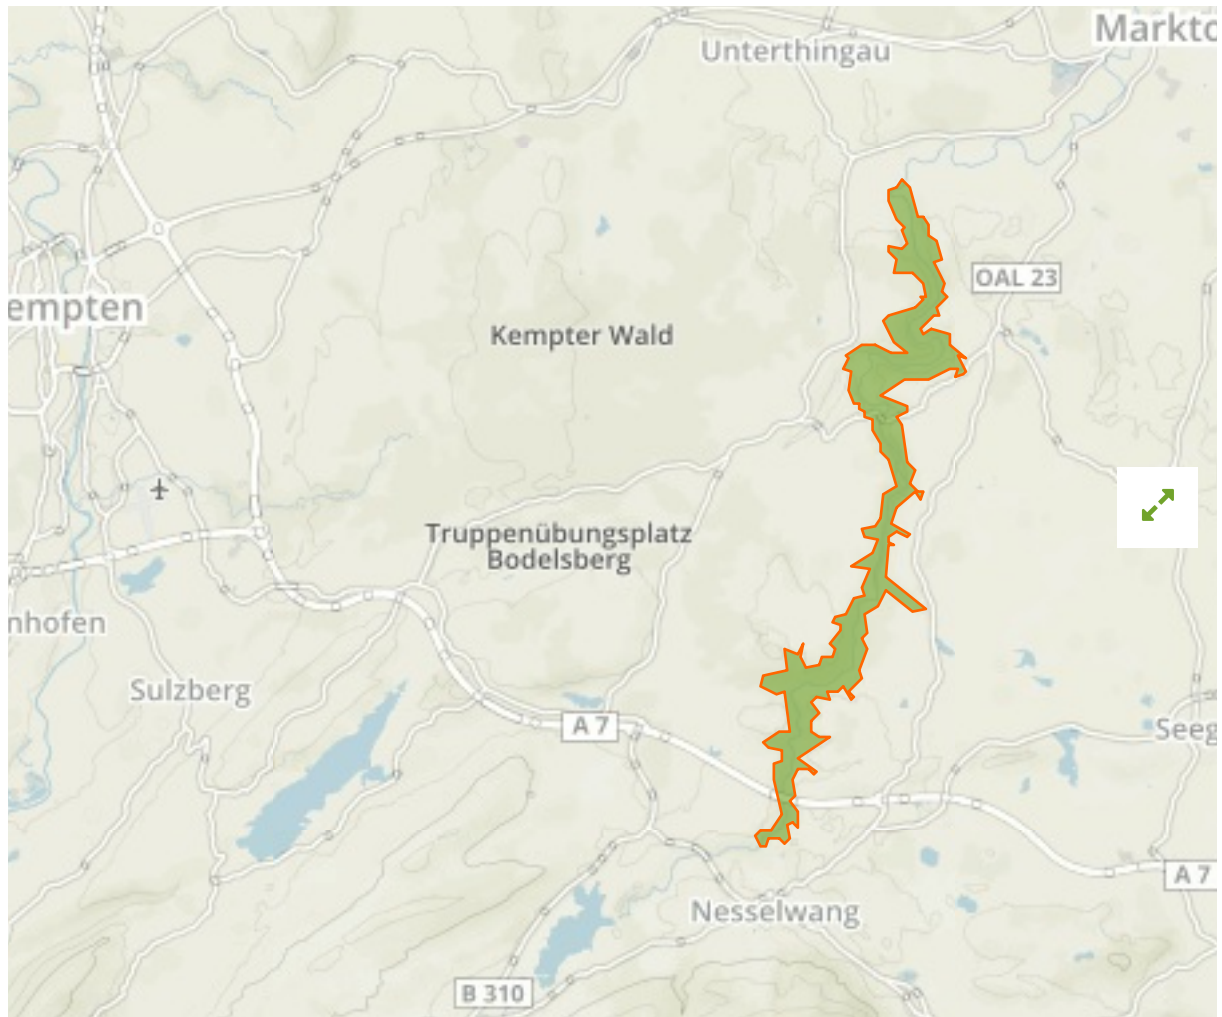 Markto
Unterthingau
OAL 23
empten
Kempter Wald
Truppenübungsplatz
Bodelsberg
nhofen
Sulzberg
A 7
Seeg
A 7
Nesselwang
B 310